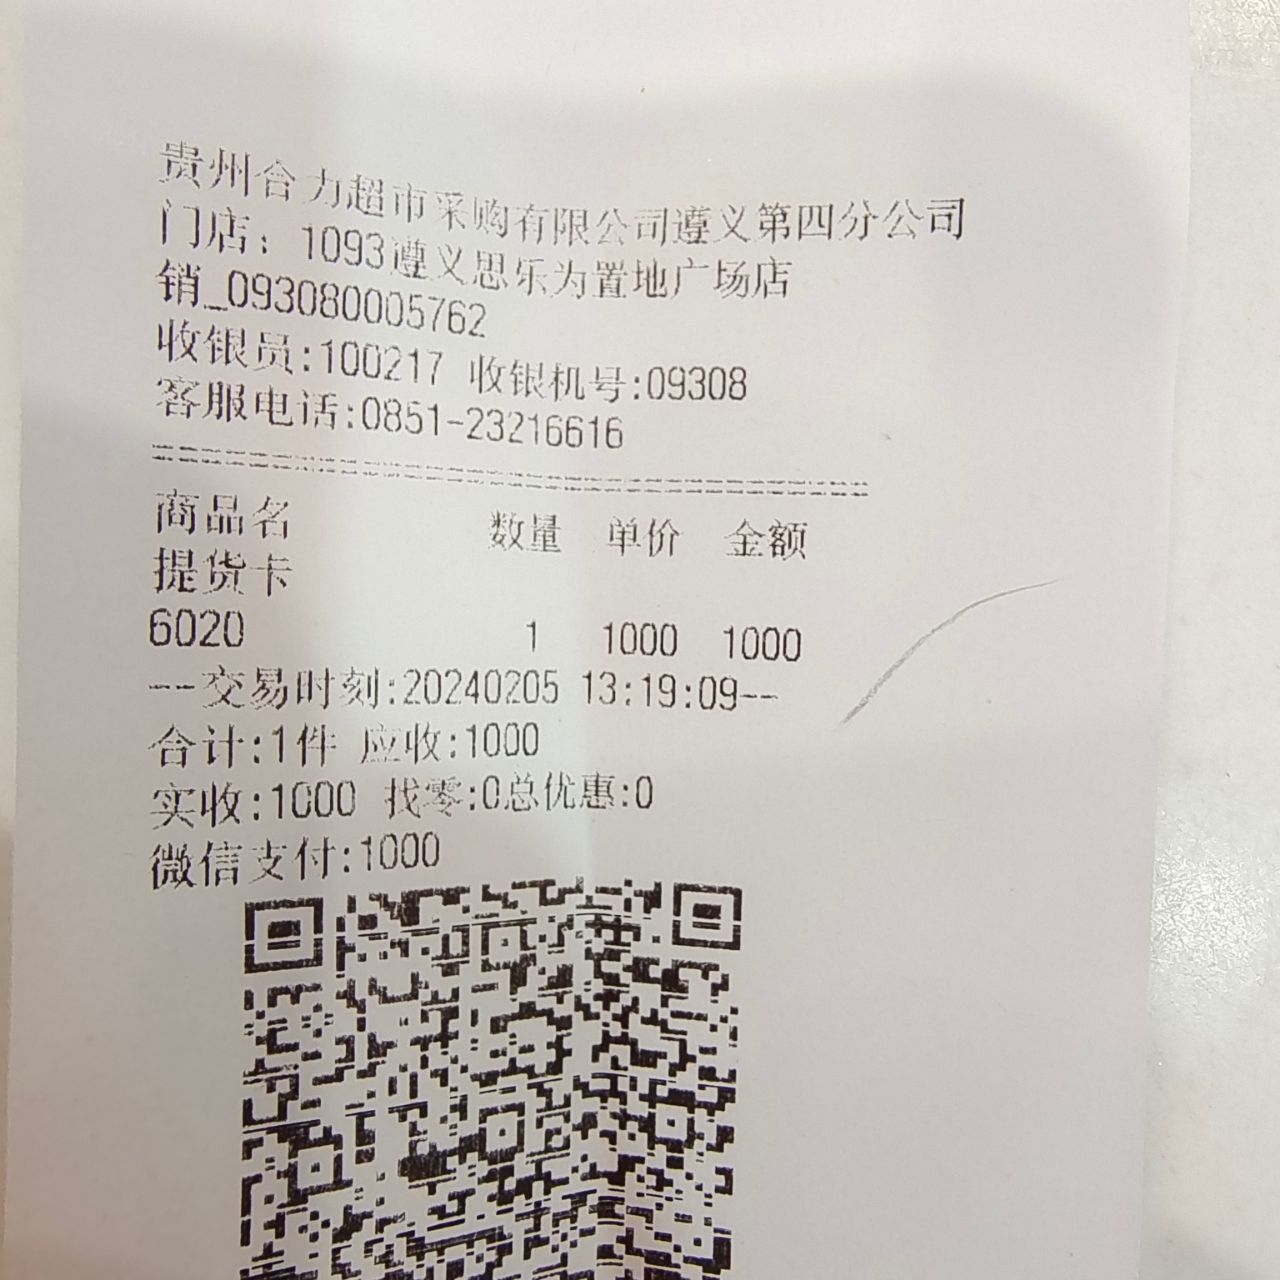 贵州合力超市采购有限公司遵义第四分公司
门店：1093遵义思乐为置地广场店
销_093080005762
收银员:100217 收银机号:09308
客服电话:0851-23216616
商品名 数量 单价 金额
提货卡
6020 1 1000 1000
--交易时刻:20240205 13:19:09--
合计:1件 应收:1000
实收:1000 找零:0总优惠:0
微信支付:1000